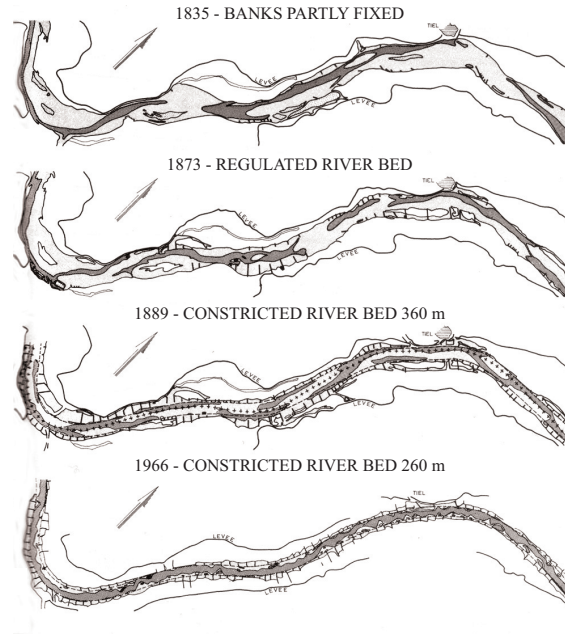 1835 - BANKS PARTLY FIXED
TIEL
LEVEE
LEVEE
1873 - REGULATED RIVER BED
TIEL
LEVEE
LEVEE
1889 - CONSTRICTED RIVER BED 360 m
TIEL
LEVEE
LEVEE
1966 - CONSTRICTED RIVER BED 260 m
TIEL
LEVEE
LEVEE